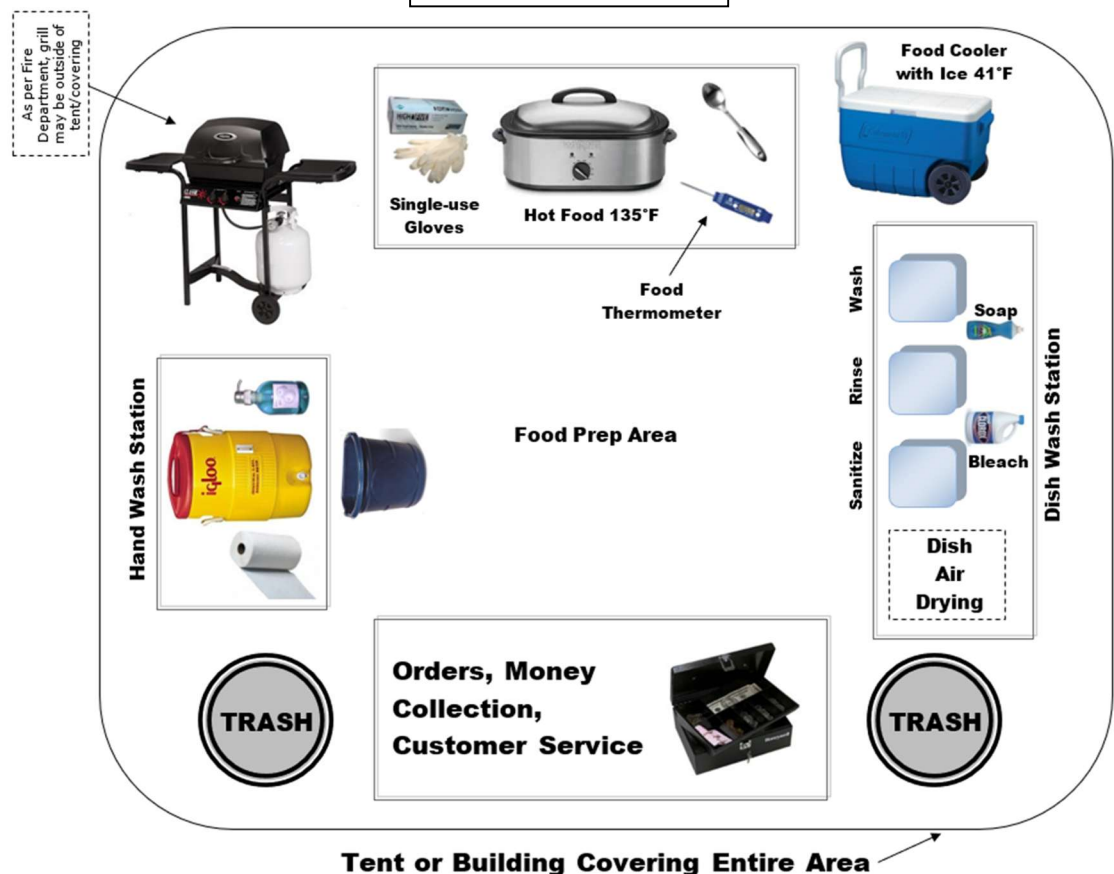 As per Fire
Department, grill
may be outside of
tent/covering
Food Cooler
with Ice 41°F
Single-use
Gloves
Hot Food 135°F
Food
Thermometer
Wash
Soap
Rinse
Bleach
Sanitize
Dish Wash Station
Dish
Air
Drying
Hand Wash Station
igloo
Food Prep Area
Orders, Money
Collection,
Customer Service
TRASH
TRASH
Tent or Building Covering Entire Area